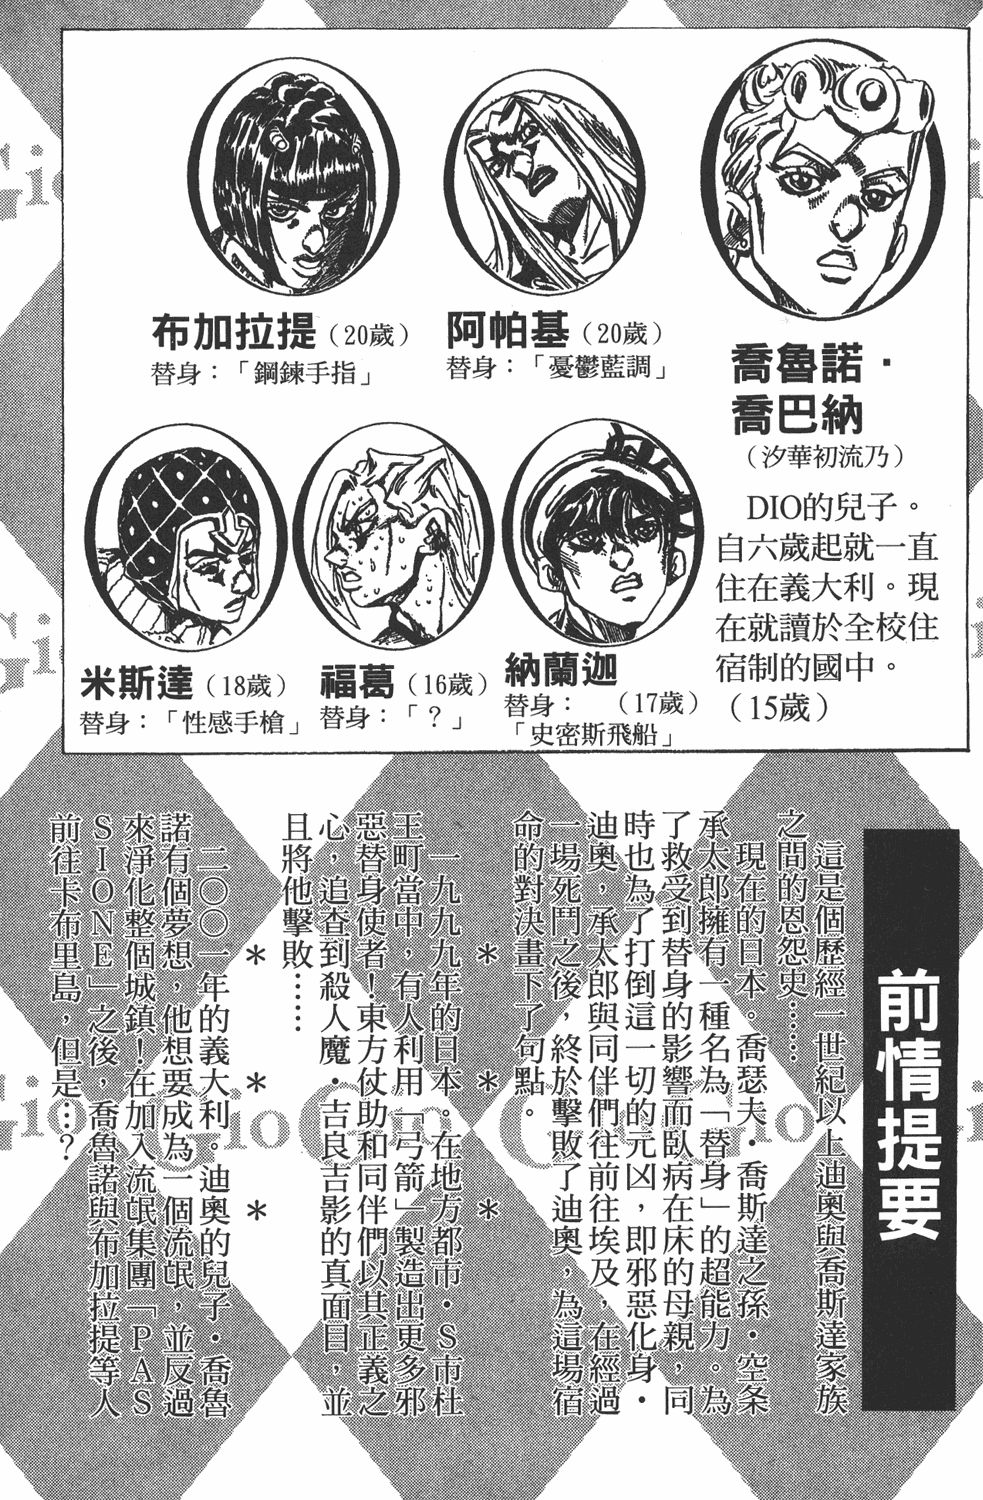 喬魯諾・
喬巴納
（汐華初流乃）
DIO的兒子。
自六歲起就一直
住在義大利。現
在就讀於全校住
宿制的國中。
（15歲）
阿帕基（20歲）
替身：「憂鬱藍調」
布加拉提（20歲）
替身：「鋼鍊手指」
納蘭迦
替身：　（17歲）
「史密斯飛船」
福葛（16歲）
替身：「？」
米斯達（18歲）
替身：「性感手槍」
前情提要
這是個歷經一世紀以上迪奧與喬斯達家族
之間的恩怨史……
現在的日本。喬瑟夫・喬斯達之孫・空条
承太郎擁有一種名為「替身」的超能力。為
了救受到替身的影響而臥病在床的母親，同
時也為了打倒這一切的元凶，即邪惡化身・
迪奧，承太郎與同伴們往前往埃及，在經過
一場死鬥之後，終於擊敗了迪奧，為這場宿
命的對決畫下了句點。
＊　＊　＊
一九九九年的日本。在地方都市・S市杜
王町當中，有人利用「弓箭」製造出更多邪
惡替身使者！東方仗助和同伴們以其正義之
心，追查到殺人魔・吉良吉影的真面目，並
且將他擊敗……
＊　＊　＊
二〇〇一年的義大利。迪奧的兒子・喬魯
諾有個夢想，他想要成為一個流氓，並反過
來淨化整個城鎮！在加入流氓集團「PAS
SIONE」之後，喬魯諾與布加拉提等人
前往卡布里島，但是…？